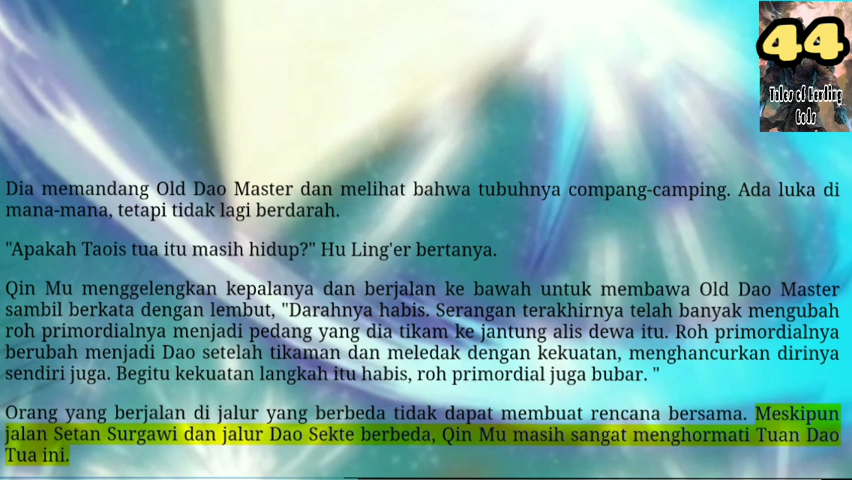 44
Tales of Herding
Gods
Dia memandang Old Dao Master dan melihat bahwa tubuhnya compang-camping. Ada luka di
mana-mana, tetapi tidak lagi berdarah.
"Apakah Taois tua itu masih hidup?" Hu Ling'er bertanya.
Qin Mu menggelengkan kepalanya dan berjalan ke bawah untuk membawa Old Dao Master
sambil berkata dengan lembut, "Darahnya habis. Serangan terakhirnya telah banyak mengubah
roh primordialnya menjadi pedang yang dia tikam ke jantung alis dewa itu. Roh primordialnya
berubah menjadi Dao setelah tikaman dan meledak dengan kekuatan, menghancurkan dirinya
sendiri juga. Begitu kekuatan langkah itu habis, roh primordial juga bubar. "
Orang yang berjalan di jalur yang berbeda tidak dapat membuat rencana bersama. Meskipun
jalan Setan Surgawi dan jalur Dao Sekte berbeda, Qin Mu masih sangat menghormati Tuan Dao
Tua ini.